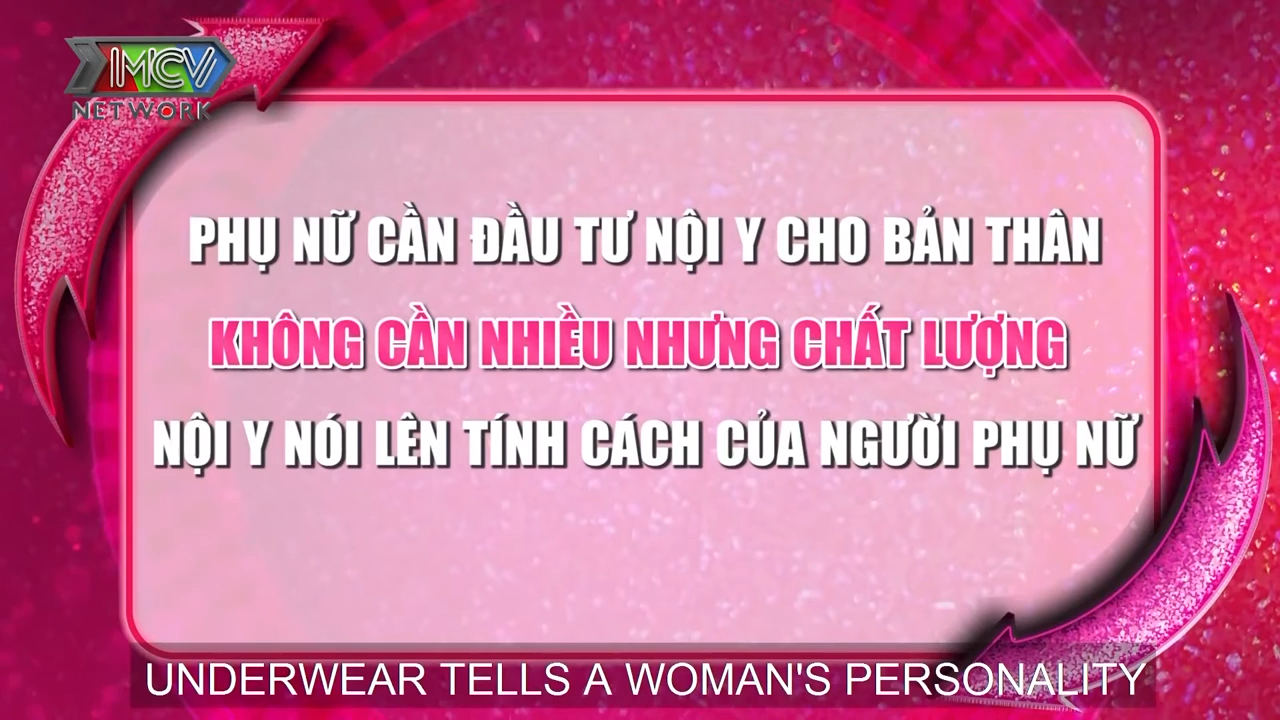 MCV
NETWORK
PHỤ NỮ CẦN ĐẦU TƯ NỘI Y CHO BẢN THÂN
KHÔNG CẦN NHIỀU NHƯNG CHẤT LƯỢNG
NỘI Y NÓI LÊN TÍNH CÁCH CỦA NGƯỜI PHỤ NỮ
UNDERWEAR TELLS A WOMAN'S PERSONALITY